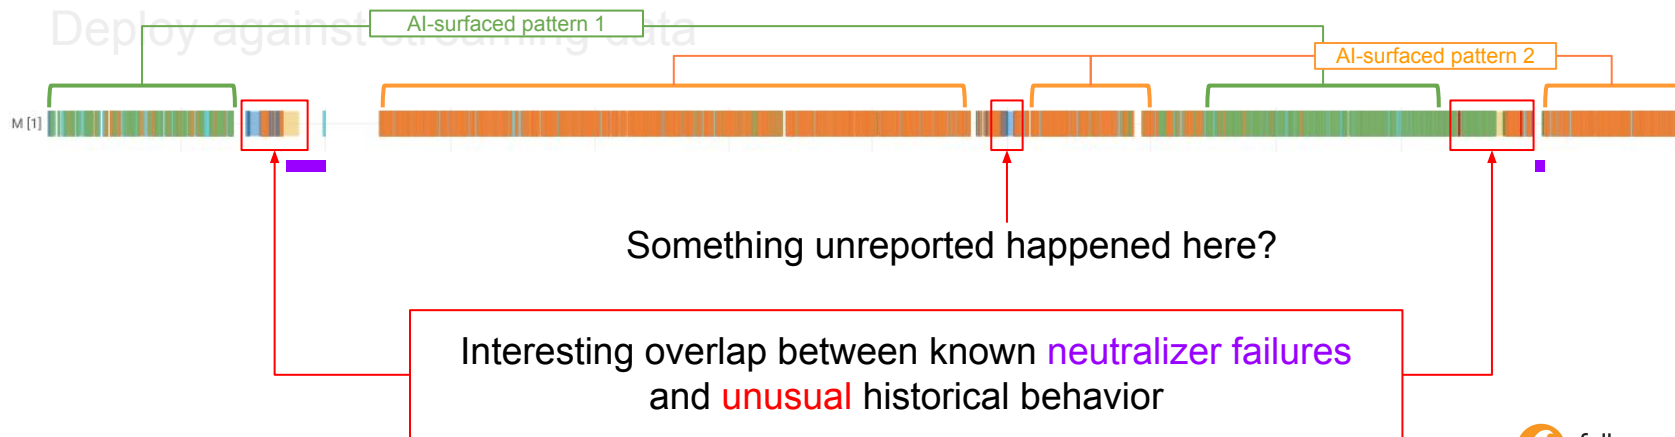 Deploy against streaming data
AI-surfaced pattern 1
AI-surfaced pattern 2
M [1]
Something unreported happened here?
Interesting overlap between known neutralizer failures
and unusual historical behavior